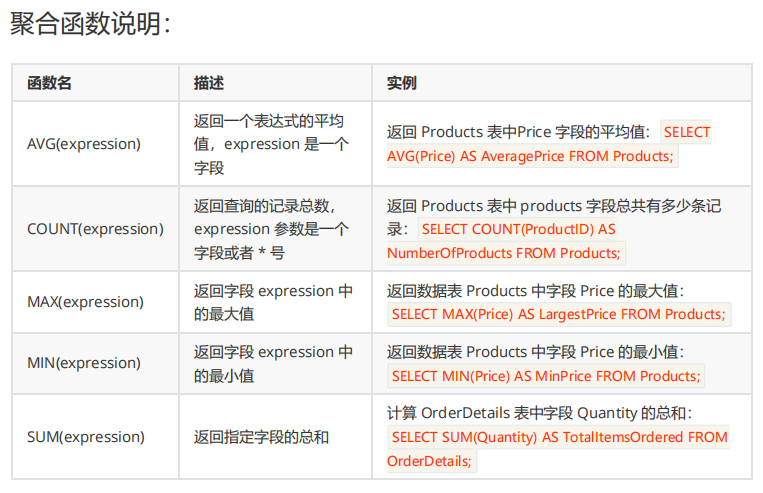 聚合函数说明：
函数名 描述 实例
AVG(expression)
返回一个表达式的平均
值，expression 是一个
字段
返回 Products 表中Price 字段的平均值： SELECT
AVG(Price) AS AveragePrice FROM Products;
COUNT(expression)
返回查询的记录总数，
expression 参数是一个
字段或者 * 号
返回 Products 表中 products 字段总共有多少条记
录： SELECT COUNT(ProductID) AS
NumberOfProducts FROM Products;
MAX(expression)
返回字段 expression 中
的最大值
返回数据表 Products 中字段 Price 的最大值：
SELECT MAX(Price) AS LargestPrice FROM Products;
MIN(expression)
返回字段 expression 中
的最小值
返回数据表 Products 中字段 Price 的最小值：
SELECT MIN(Price) AS MinPrice FROM Products;
SUM(expression)
返回指定字段的总和
计算 OrderDetails 表中字段 Quantity 的总和：
SELECT SUM(Quantity) AS TotalItemsOrdered FROM
OrderDetails;